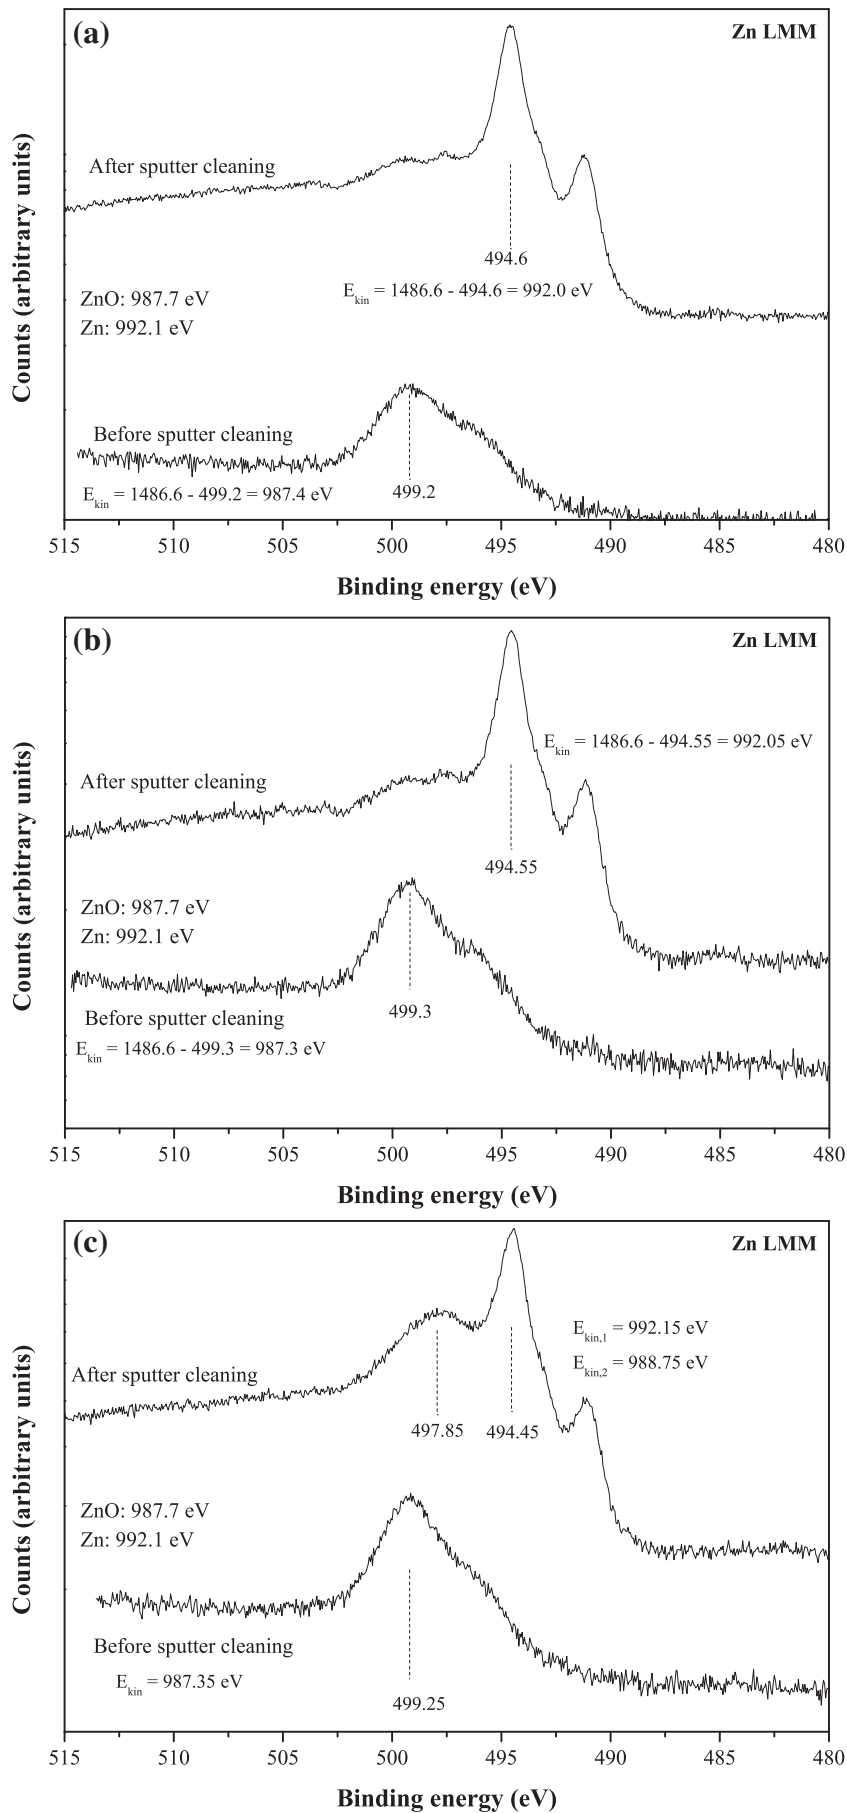 (a)
Zn LMM
Counts (arbitrary units)
After sputter cleaning
494.6
E_kin = 1486.6 - 494.6 = 992.0 eV
ZnO: 987.7 eV
Zn: 992.1 eV
Before sputter cleaning
E_kin = 1486.6 - 499.2 = 987.4 eV
499.2
515 510 505 500 495 490 485 480
Binding energy (eV)
(b)
Zn LMM
Counts (arbitrary units)
E_kin = 1486.6 - 494.55 = 992.05 eV
After sputter cleaning
494.55
ZnO: 987.7 eV
Zn: 992.1 eV
499.3
Before sputter cleaning
E_kin = 1486.6 - 499.3 = 987.3 eV
515 510 505 500 495 490 485 480
Binding energy (eV)
(c)
Zn LMM
Counts (arbitrary units)
E_kin,1 = 992.15 eV
E_kin,2 = 988.75 eV
After sputter cleaning
497.85 494.45
ZnO: 987.7 eV
Zn: 992.1 eV
Before sputter cleaning
E_kin = 987.35 eV
499.25
515 510 505 500 495 490 485 480
Binding energy (eV)